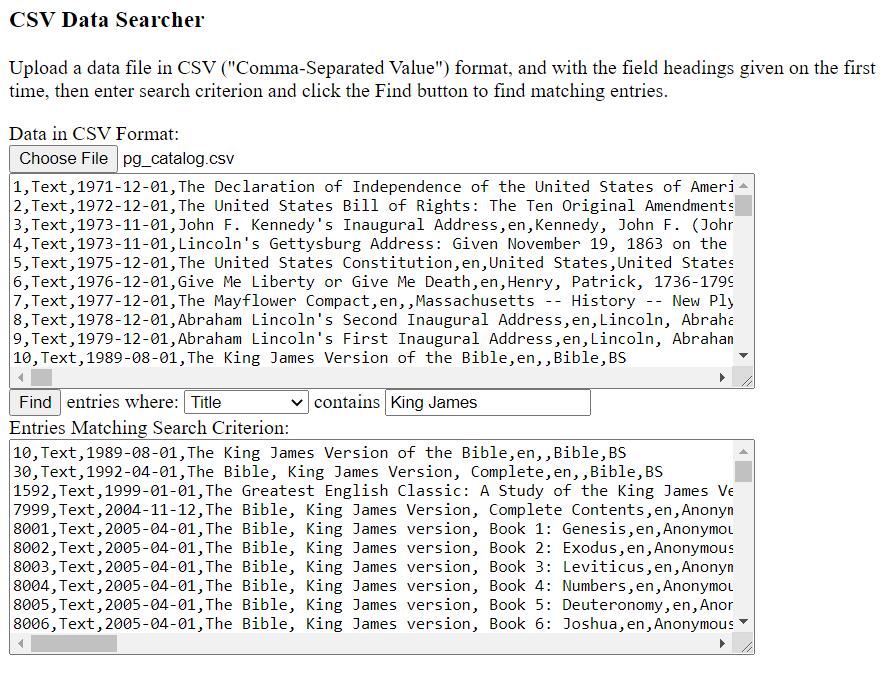 CSV Data Searcher
Upload a data file in CSV ("Comma-Separated Value") format, and with the field headings given on the first
time, then enter search criterion and click the Find button to find matching entries.
Data in CSV Format:
Choose File pg_catalog.csv
1,Text,1971-12-01,The Declaration of Independence of the United States of Ameri
2,Text,1972-12-01,The United States Bill of Rights: The Ten Original Amendments
3,Text,1973-11-01,John F. Kennedy's Inaugural Address,en,Kennedy, John F. (John
4,Text,1973-11-01,Lincoln's Gettysburg Address: Given November 19, 1863 on the
5,Text,1975-12-01,The United States Constitution,en,United States,United States
6,Text,1976-12-01,Give Me Liberty or Give Me Death,en,Henry, Patrick, 1736-1799
7,Text,1977-12-01,The Mayflower Compact,en,,Massachusetts -- History -- New Ply
8,Text,1978-12-01,Abraham Lincoln's Second Inaugural Address,en,Lincoln, Abraha
9,Text,1979-12-01,Abraham Lincoln's First Inaugural Address,en,Lincoln, Abraham
10,Text,1989-08-01,The King James Version of the Bible,en,,Bible,BS
Find entries where: Title contains King James
Entries Matching Search Criterion:
10,Text,1989-08-01,The King James Version of the Bible,en,,Bible,BS
30,Text,1992-04-01,The Bible, King James Version, Complete,en,,Bible,BS
1592,Text,1999-01-01,The Greatest English Classic: A Study of the King James Ve
7999,Text,2004-11-12,The Bible, King James version, Complete Contents,en,Anonym
8001,Text,2005-04-01,The Bible, King James version, Book 1: Genesis,en,Anonymou
8002,Text,2005-04-01,The Bible, King James version, Book 2: Exodus,en,Anonymous
8003,Text,2005-04-01,The Bible, King James version, Book 3: Leviticus,en,Anonym
8004,Text,2005-04-01,The Bible, King James version, Book 4: Numbers,en,Anonymou
8005,Text,2005-04-01,The Bible, King James version, Book 5: Deuteronomy,en,Anon
8006,Text,2005-04-01,The Bible, King James version, Book 6: Joshua,en,Anonymous